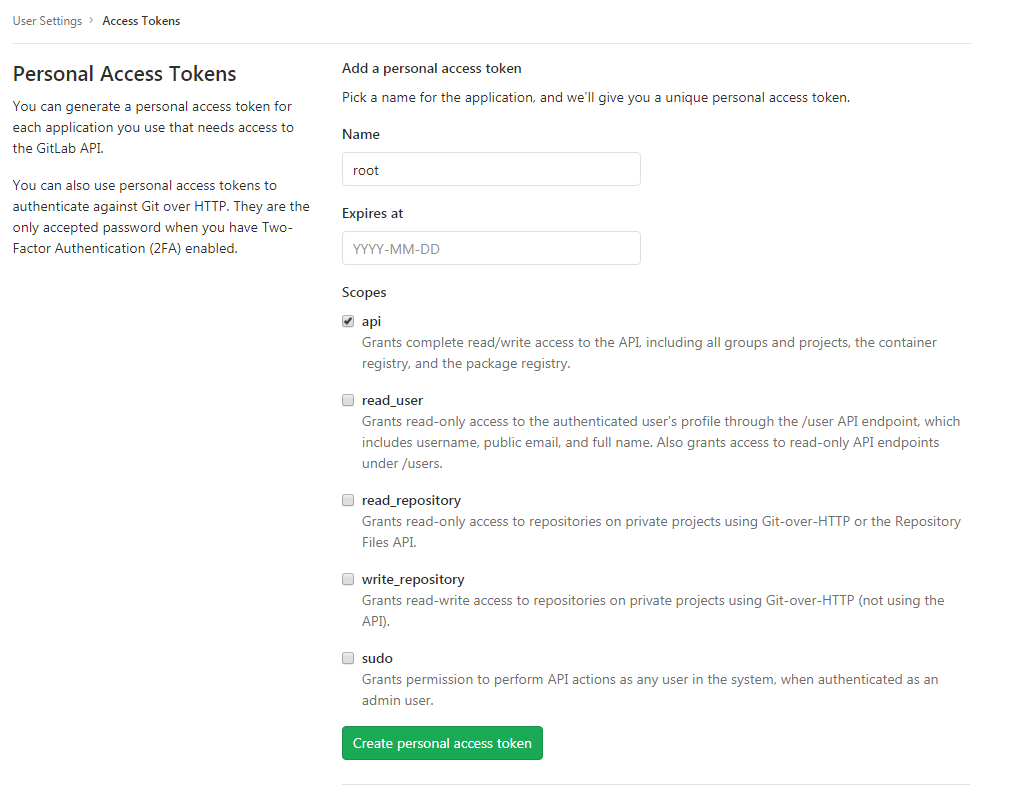 User Settings > Access Tokens
Personal Access Tokens
You can generate a personal access token for
each application you use that needs access to
the GitLab API.
You can also use personal access tokens to
authenticate against Git over HTTP. They are the
only accepted password when you have Two-
Factor Authentication (2FA) enabled.
Add a personal access token
Pick a name for the application, and we'll give you a unique personal access token.
Name
root
Expires at
YYYY-MM-DD
Scopes
api
Grants complete read/write access to the API, including all groups and projects, the container
registry, and the package registry.
read_user
Grants read-only access to the authenticated user's profile through the /user API endpoint, which
includes username, public email, and full name. Also grants access to read-only API endpoints
under /users.
read_repository
Grants read-only access to repositories on private projects using Git-over-HTTP or the Repository
Files API.
write_repository
Grants read-write access to repositories on private projects using Git-over-HTTP (not using the
API).
sudo
Grants permission to perform API actions as any user in the system, when authenticated as an
admin user.
Create personal access token